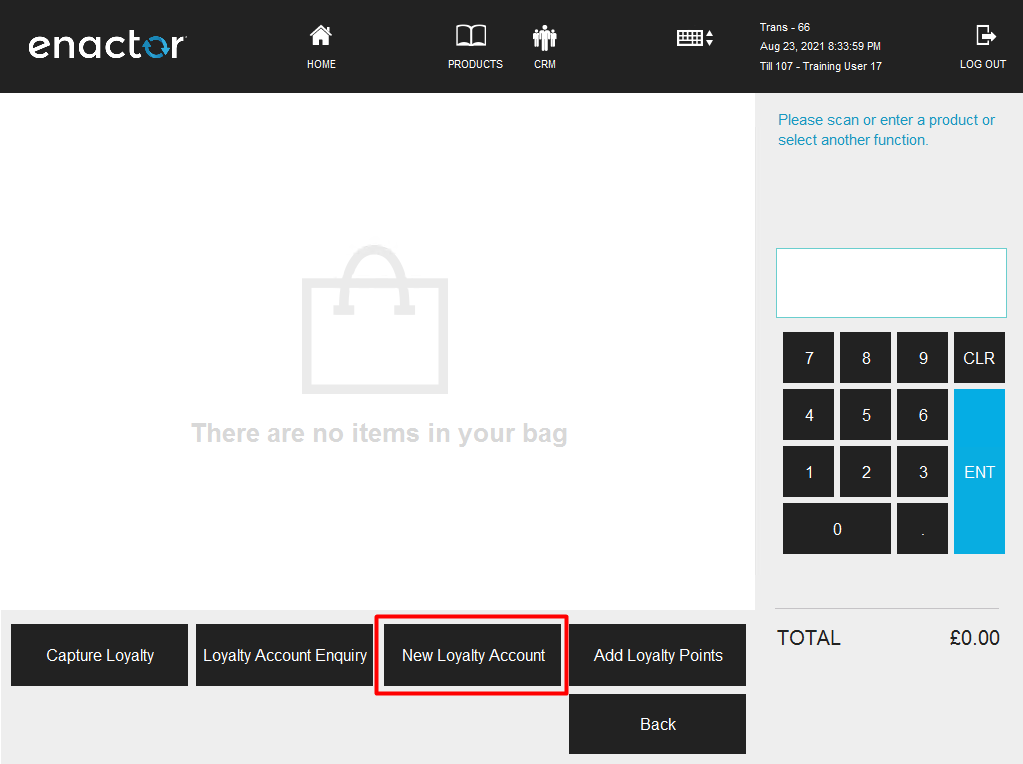 enactor
HOME
PRODUCTS
CRM
Trans - 66
Aug 23, 2021 8:33:59 PM
Till 107 - Training User 17
LOG OUT
Please scan or enter a product or
select another function.
There are no items in your bag
7 8 9 CLR
4 5 6
1 2 3 ENT
0 .
TOTAL £0.00
Capture Loyalty
Loyalty Account Enquiry
New Loyalty Account
Add Loyalty Points
Back